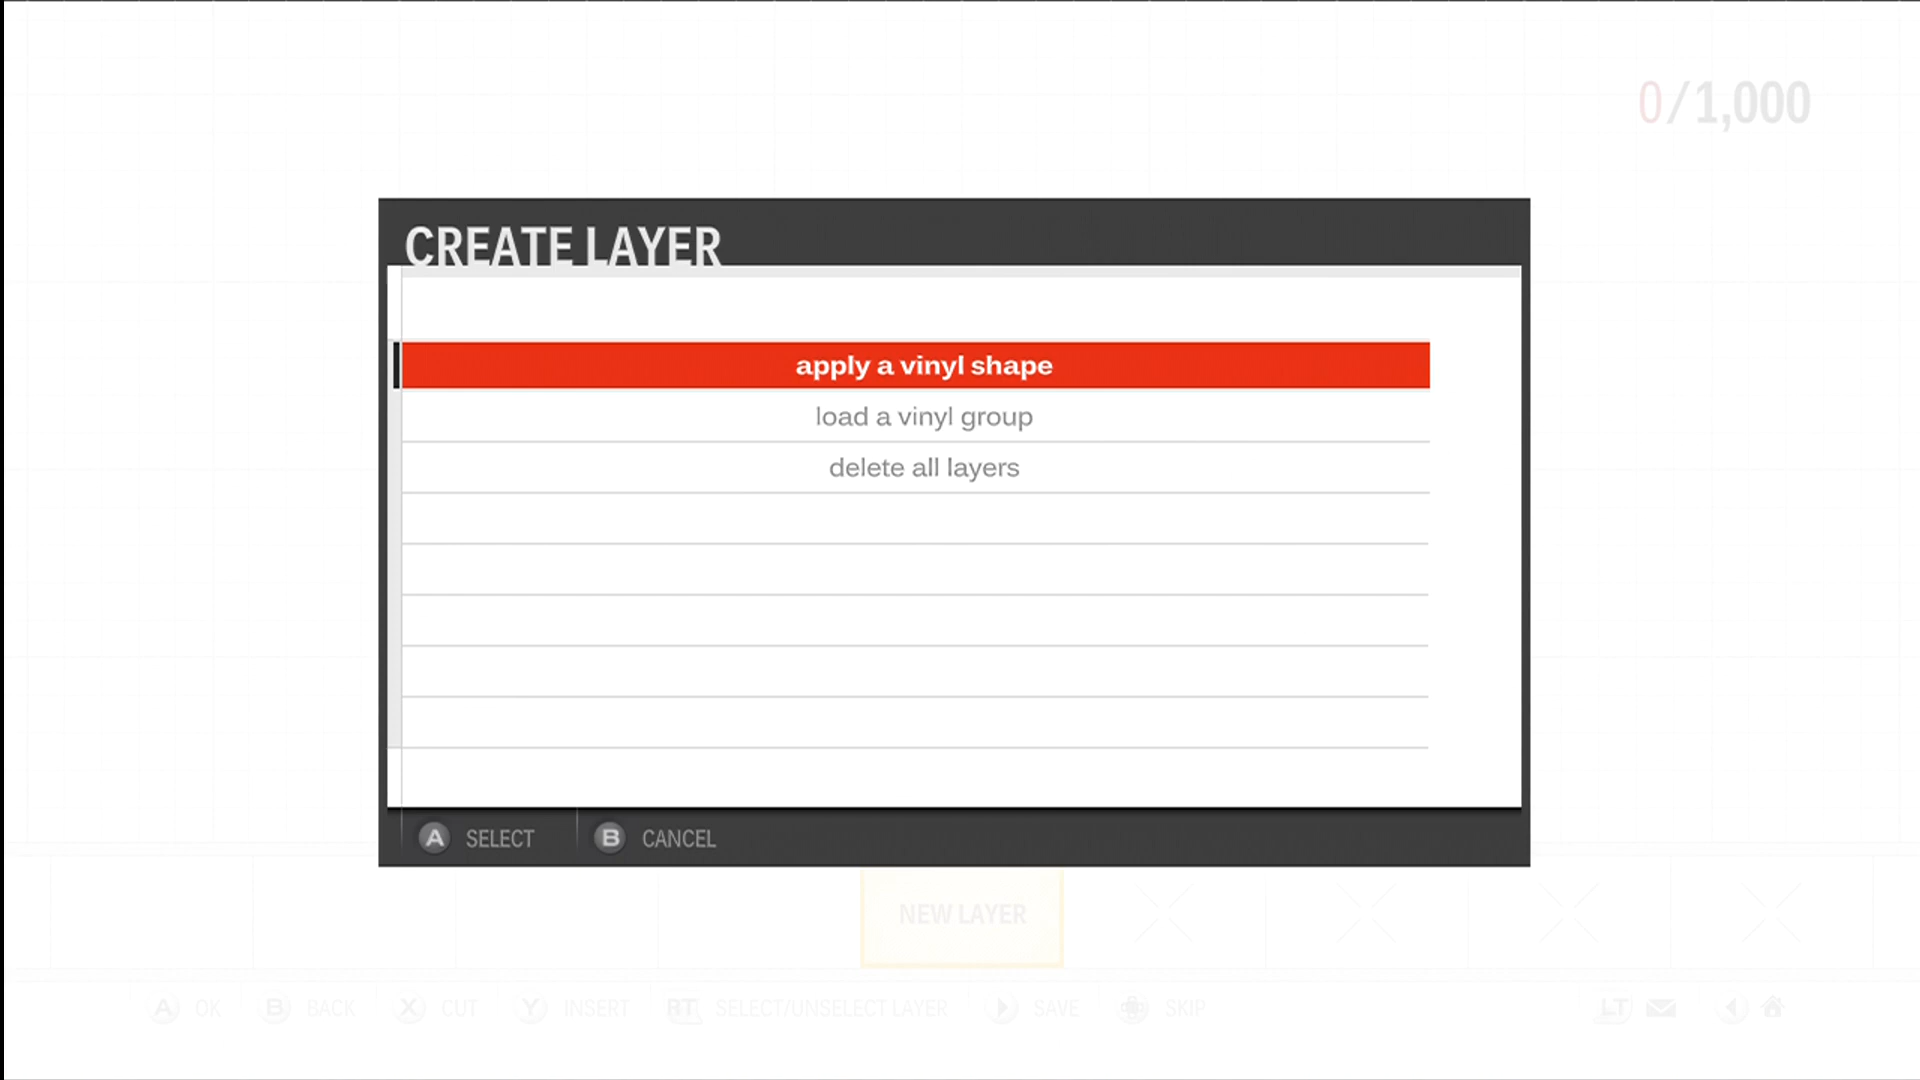 0/1,000
CREATE LAYER
apply a vinyl shape
load a vinyl group
delete all layers
A SELECT B CANCEL
NEW LAYER
A OK B BACK X CUT Y INSERT RT SELECT/UNSELECT LAYER SAVE SKIP LT